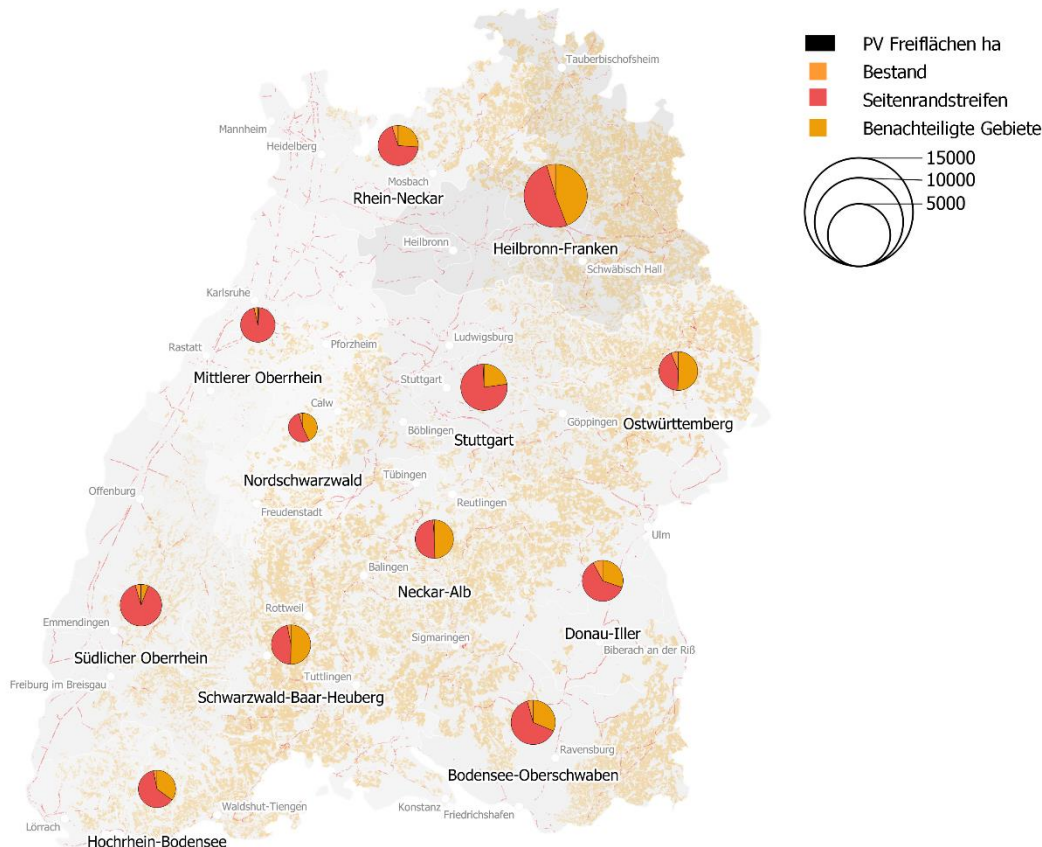 PV Freiflächen ha
Bestand
Seitenrandstreifen
Benachteiligte Gebiete
15000
10000
5000
Tauberbischofsheim
Mannheim
Heidelberg
Mosbach
Rhein-Neckar
Heilbronn
Heilbronn-Franken
Schwäbisch Hall
Karlsruhe
Rastatt
Pforzheim
Ludwigsburg
Mittlerer Oberrhein
Stuttgart
Calw
Göppingen
Ostwürttemberg
Böblingen
Stuttgart
Nordschwarzwald
Tübingen
Offenburg
Freudenstadt
Reutlingen
Ulm
Balingen
Neckar-Alb
Rottweil
Emmendingen
Sigmaringen
Donau-Iller
Biberach an der Riß
Südlicher Oberrhein
Tuttlingen
Freiburg im Breisgau
Schwarzwald-Baar-Heuberg
Ravensburg
Bodensee-Oberschwaben
Waldshut-Tiengen
Konstanz
Friedrichshafen
Lörrach
Hochrhein-Bodensee